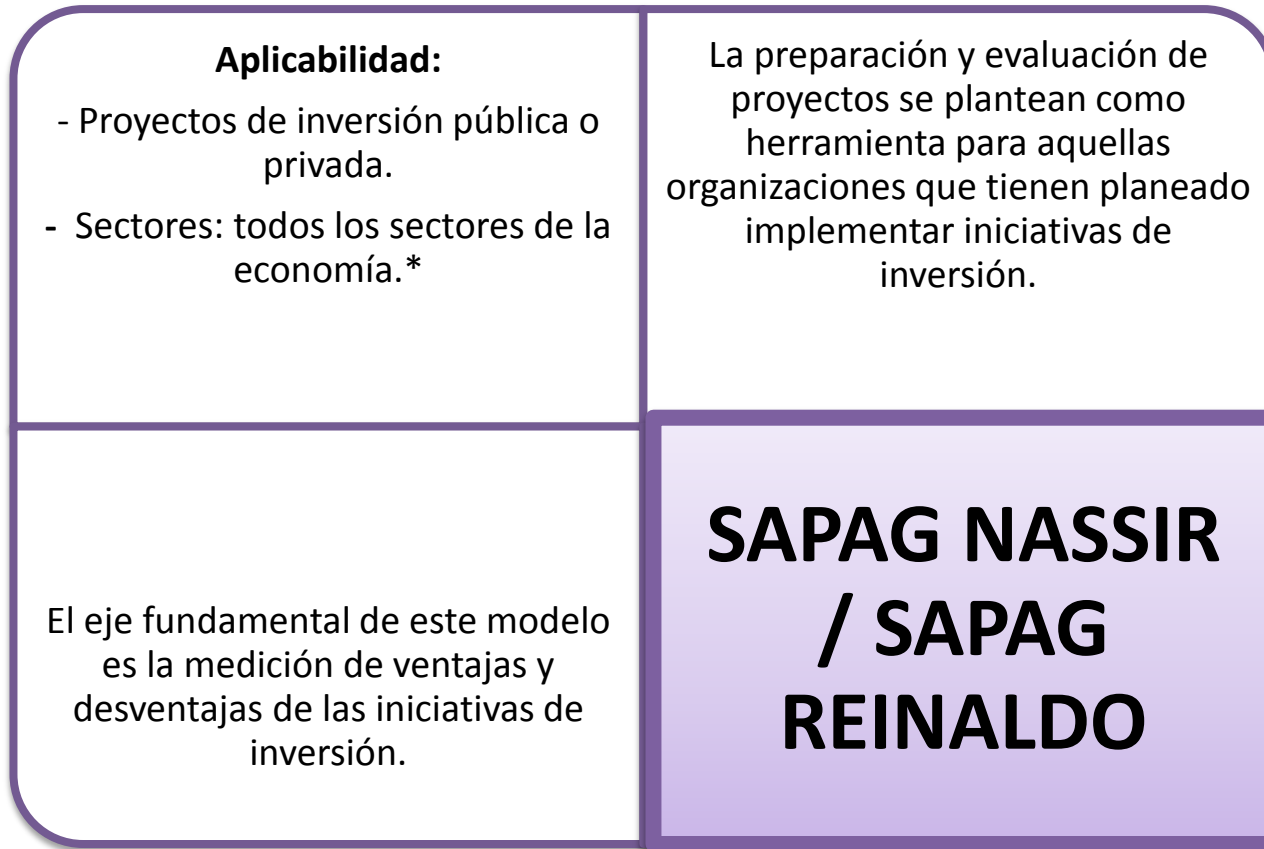 Aplicabilidad:
- Proyectos de inversión pública o
privada.
- Sectores: todos los sectores de la
economía.*
La preparación y evaluación de
proyectos se plantean como
herramienta para aquellas
organizaciones que tienen planeado
implementar iniciativas de
inversión.
El eje fundamental de este modelo
es la medición de ventajas y
desventajas de las iniciativas de
inversión.
SAPAG NASSIR
/ SAPAG
REINALDO